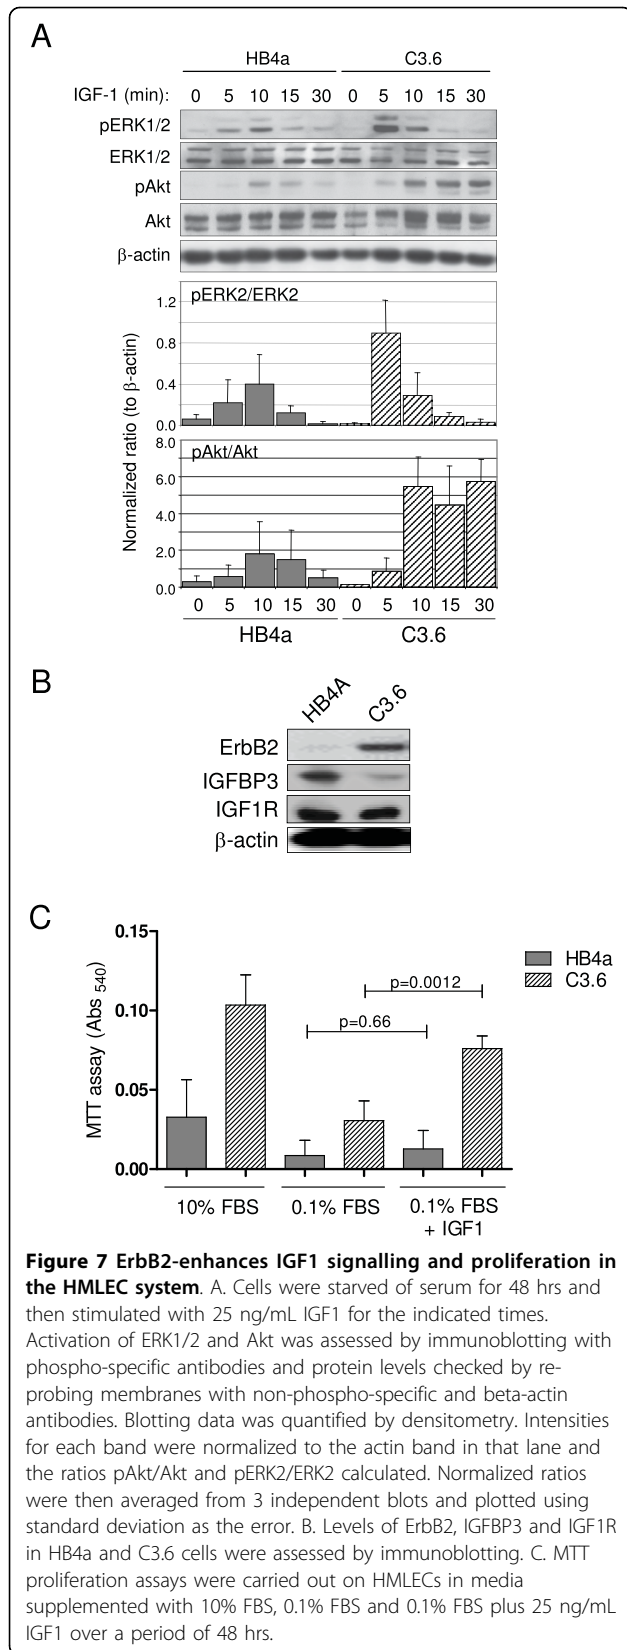 A
HB4a C3.6
IGF-1 (min): 0 5 10 15 30 0 5 10 15 30
pERK1/2
ERK1/2
pAkt
Akt
β-actin
Normalized ratio (to β-actin)
pERK2/ERK2
1.2
0.8
0.4
0.0
pAkt/Akt
8.0
6.0
4.0
2.0
0.0
0 5 10 15 30 0 5 10 15 30
HB4a C3.6
B
HB4A C3.6
ErbB2
IGFBP3
IGF1R
β-actin
C
MTT assay (Abs 540)
0.15
0.10
0.05
0.00
HB4a
C3.6
p=0.0012
p=0.66
10% FBS 0.1% FBS 0.1% FBS
+ IGF1
Figure 7 ErbB2-enhances IGF1 signalling and proliferation in
the HMLEC system. A. Cells were starved of serum for 48 hrs and
then stimulated with 25 ng/mL IGF1 for the indicated times.
Activation of ERK1/2 and Akt was assessed by immunoblotting with
phospho-specific antibodies and protein levels checked by re-
probing membranes with non-phospho-specific and beta-actin
antibodies. Blotting data was quantified by densitometry. Intensities
for each band were normalized to the actin band in that lane and
the ratios pAkt/Akt and pERK2/ERK2 calculated. Normalized ratios
were then averaged from 3 independent blots and plotted using
standard deviation as the error. B. Levels of ErbB2, IGFBP3 and IGF1R
in HB4a and C3.6 cells were assessed by immunoblotting. C. MTT
proliferation assays were carried out on HMLECs in media
supplemented with 10% FBS, 0.1% FBS and 0.1% FBS plus 25 ng/mL
IGF1 over a period of 48 hrs.